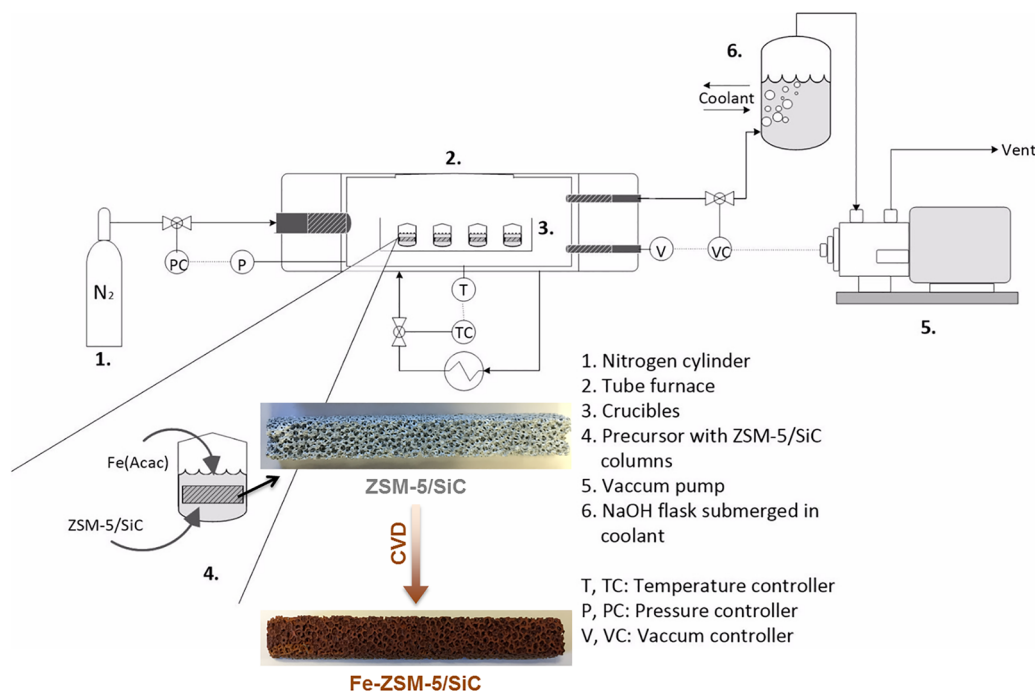 6.
Coolant
Vent
2.
3.
N₂
PC
P
V
VC
T
TC
1.
5.
1. Nitrogen cylinder
2. Tube furnace
3. Crucibles
4. Precursor with ZSM-5/SiC
columns
5. Vaccum pump
6. NaOH flask submerged in
coolant
Fe(Acac)
ZSM-5/SiC
4.
ZSM-5/SiC
CVD
Fe-ZSM-5/SiC
T, TC: Temperature controller
P, PC: Pressure controller
V, VC: Vaccum controller